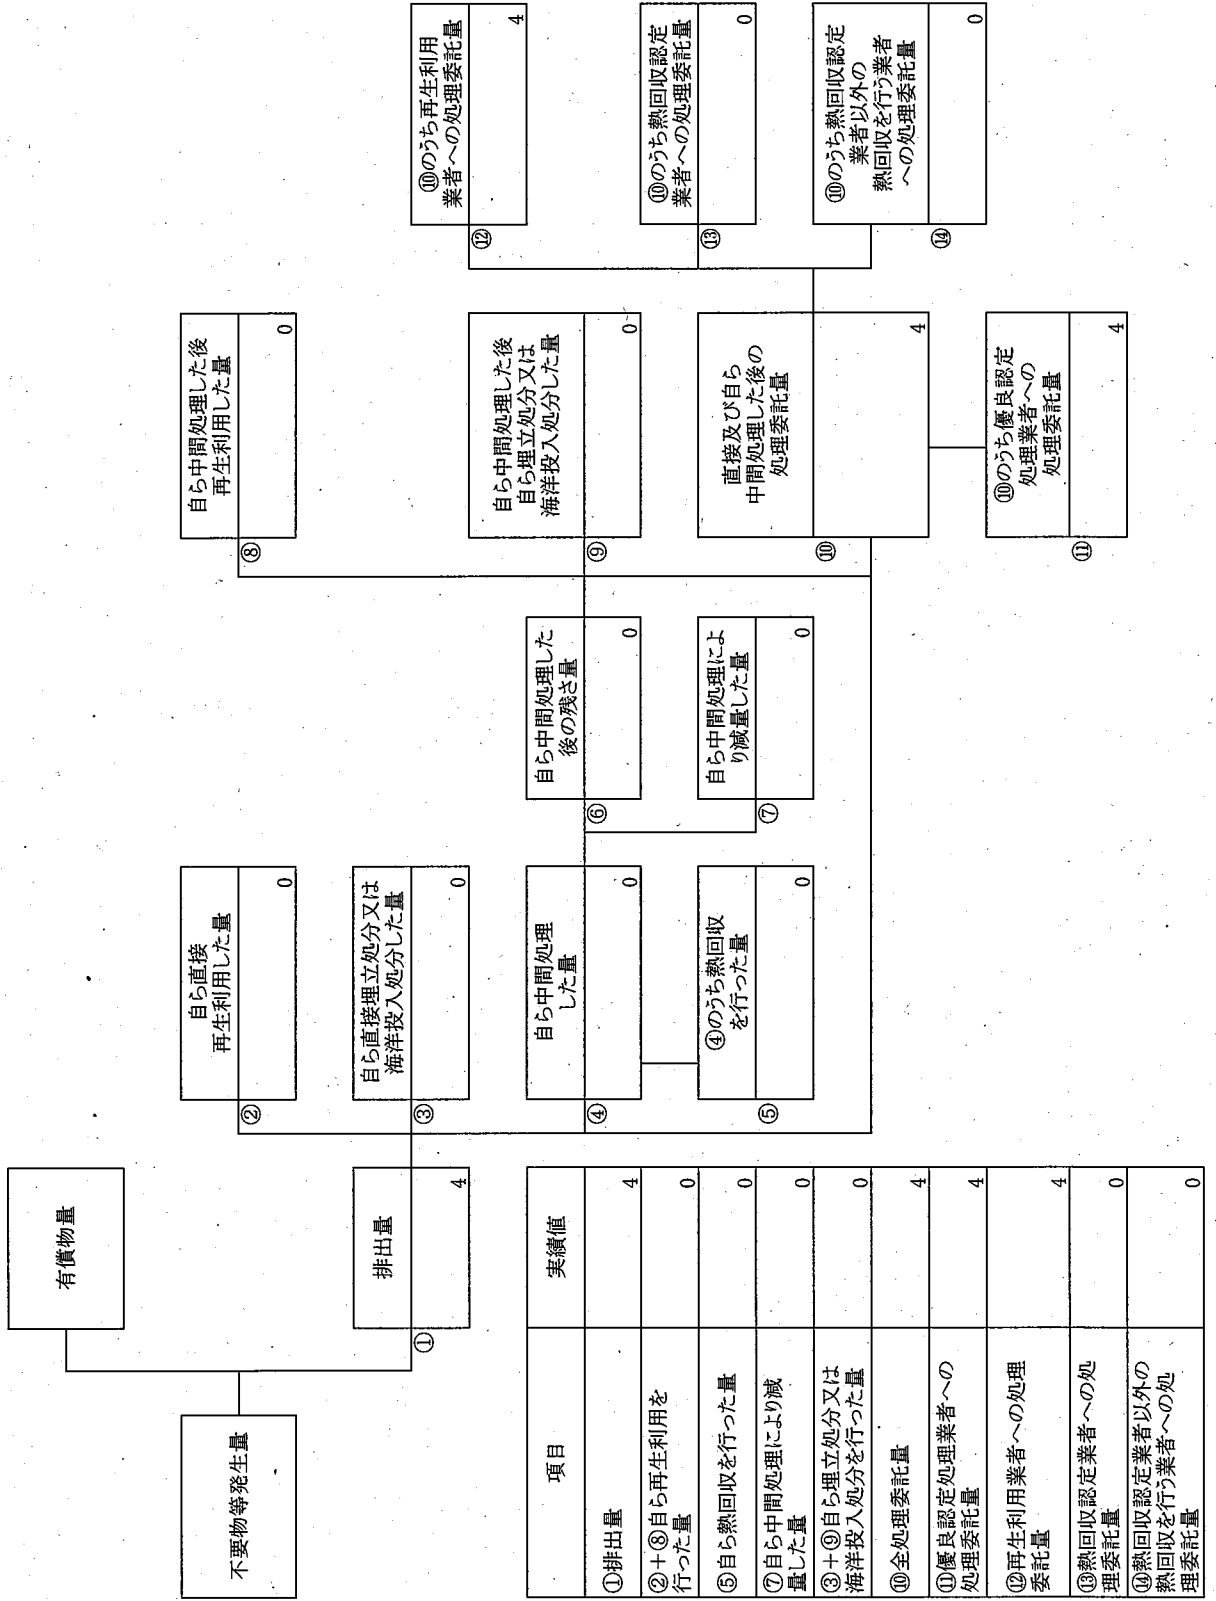 不要物等発生量
有償物量
①
排出量
4
②
自ら直接
再生利用した量
0
③
自ら直接埋立処分又は
海洋投入処分した量
0
④
自ら中間処理
した量
0
⑤
④のうち熱回収
を行った量
0
⑥
自ら中間処理した
後の残さ量
0
⑦
自ら中間処理によ
り減量した量
0
⑧
自ら中間処理した後
再生利用した量
0
⑨
自ら中間処理した後
自ら埋立処分又は
海洋投入処分した量
0
⑩
直接及び自ら
中間処理した後の
処理委託量
4
⑪
⑩のうち優良認定
処理業者への
処理委託量
4
⑫
⑩のうち再生利用
業者への処理委託量
4
⑬
⑩のうち熱回収認定
業者への処理委託量
0
⑭
⑩のうち熱回収認定
業者以外の
熱回収を行う業者
への処理委託量
0
項目 実績値
①排出量 4
②+⑧自ら再生利用を
行った量 0
⑤自ら熱回収を行った量 0
⑦自ら中間処理により減
量した量 0
③+⑨自ら埋立処分又は
海洋投入処分を行った量 0
⑩全処理委託量 4
⑪優良認定処理業者への
処理委託量 4
⑫再生利用業者への処理
委託量 4
⑬熱回収認定業者への処
理委託量 0
⑭熱回収認定業者以外の
熱回収を行う業者への処
理委託量 0